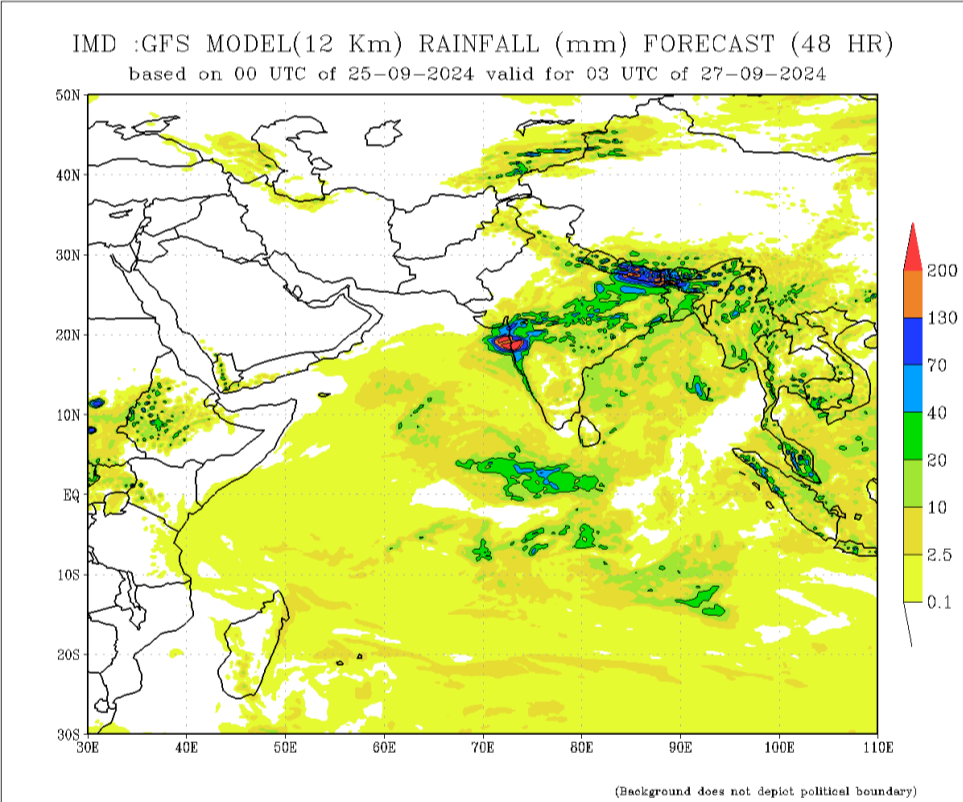 IMD :GFS MODEL(12 Km) RAINFALL (mm) FORECAST (48 HR)
based on 00 UTC of 25-09-2024 valid for 03 UTC of 27-09-2024
50N
40N
30N
20N
10N
EQ
10S
20S
30S
30E 40E 50E 60E 70E 80E 90E 100E 110E
200
130
70
40
20
10
2.5
0.1
(Background does not depict political boundary)